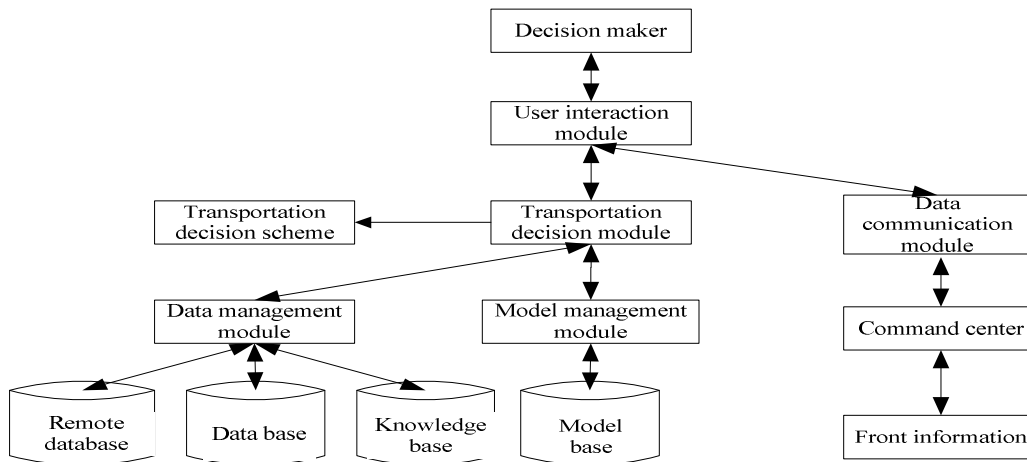 Decision maker
User interaction
module
Transportation
decision scheme
Transportation
decision module
Data
communication
module
Data management
module
Model management
module
Command center
Remote
database
Data base
Knowledge
base
Model
base
Front information